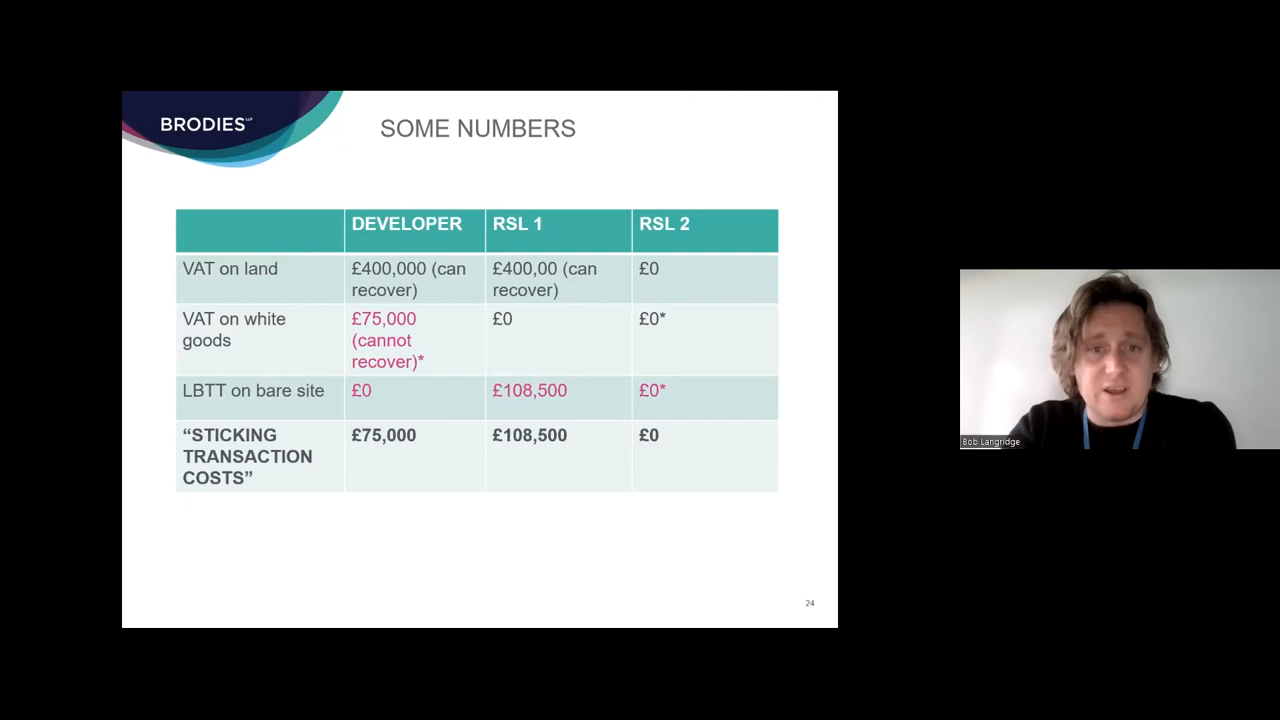 BRODIES LLP
SOME NUMBERS
DEVELOPER RSL 1 RSL 2
VAT on land £400,000 (can £400,00 (can £0
recover) recover)
VAT on white £75,000 £0 £0*
goods (cannot
recover)*
LBTT on bare site £0 £108,500 £0*
“STICKING £75,000 £108,500 £0
TRANSACTION
COSTS”
24
Bob Langridge